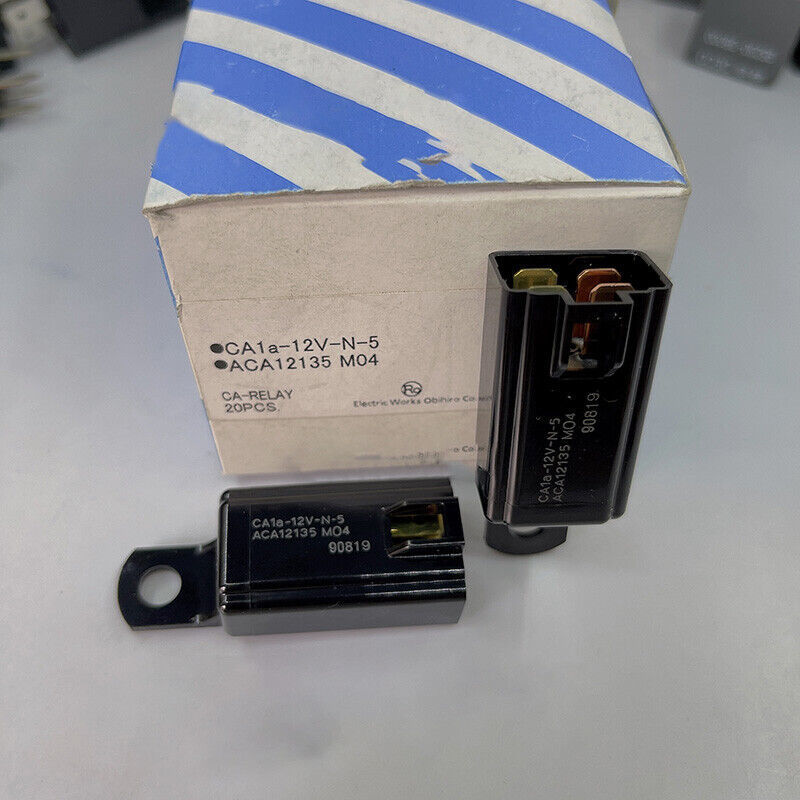 ●CA1a-12V-N-5
●ACA12135 M04
CA-RELAY
20PCS.
Electric Works Obihiro Co
CA1a-12V-N-5
ACA12135 M04
90819
CA1a-12V-N-5
ACA12135 M04
90819